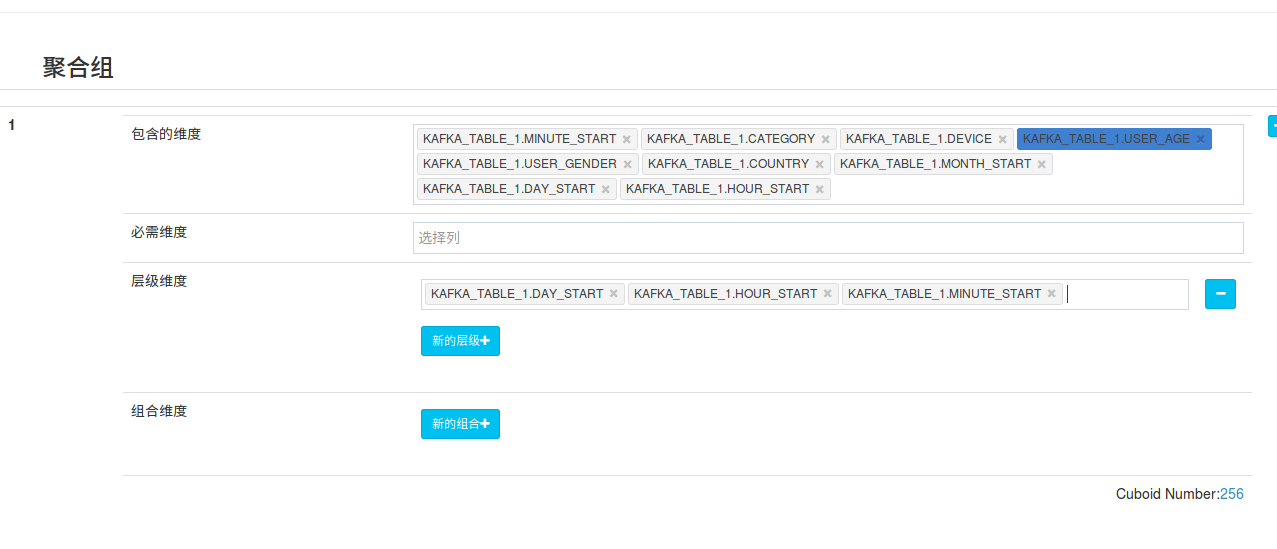 聚合组
1
包含的维度
KAFKA_TABLE_1.MINUTE_START × KAFKA_TABLE_1.CATEGORY × KAFKA_TABLE_1.DEVICE × KAFKA_TABLE_1.USER_AGE ×
KAFKA_TABLE_1.USER_GENDER × KAFKA_TABLE_1.COUNTRY × KAFKA_TABLE_1.MONTH_START ×
KAFKA_TABLE_1.DAY_START × KAFKA_TABLE_1.HOUR_START ×
必需维度
选择列
层级维度
KAFKA_TABLE_1.DAY_START × KAFKA_TABLE_1.HOUR_START × KAFKA_TABLE_1.MINUTE_START ×
新的层级+
组合维度
新的组合+
Cuboid Number:256